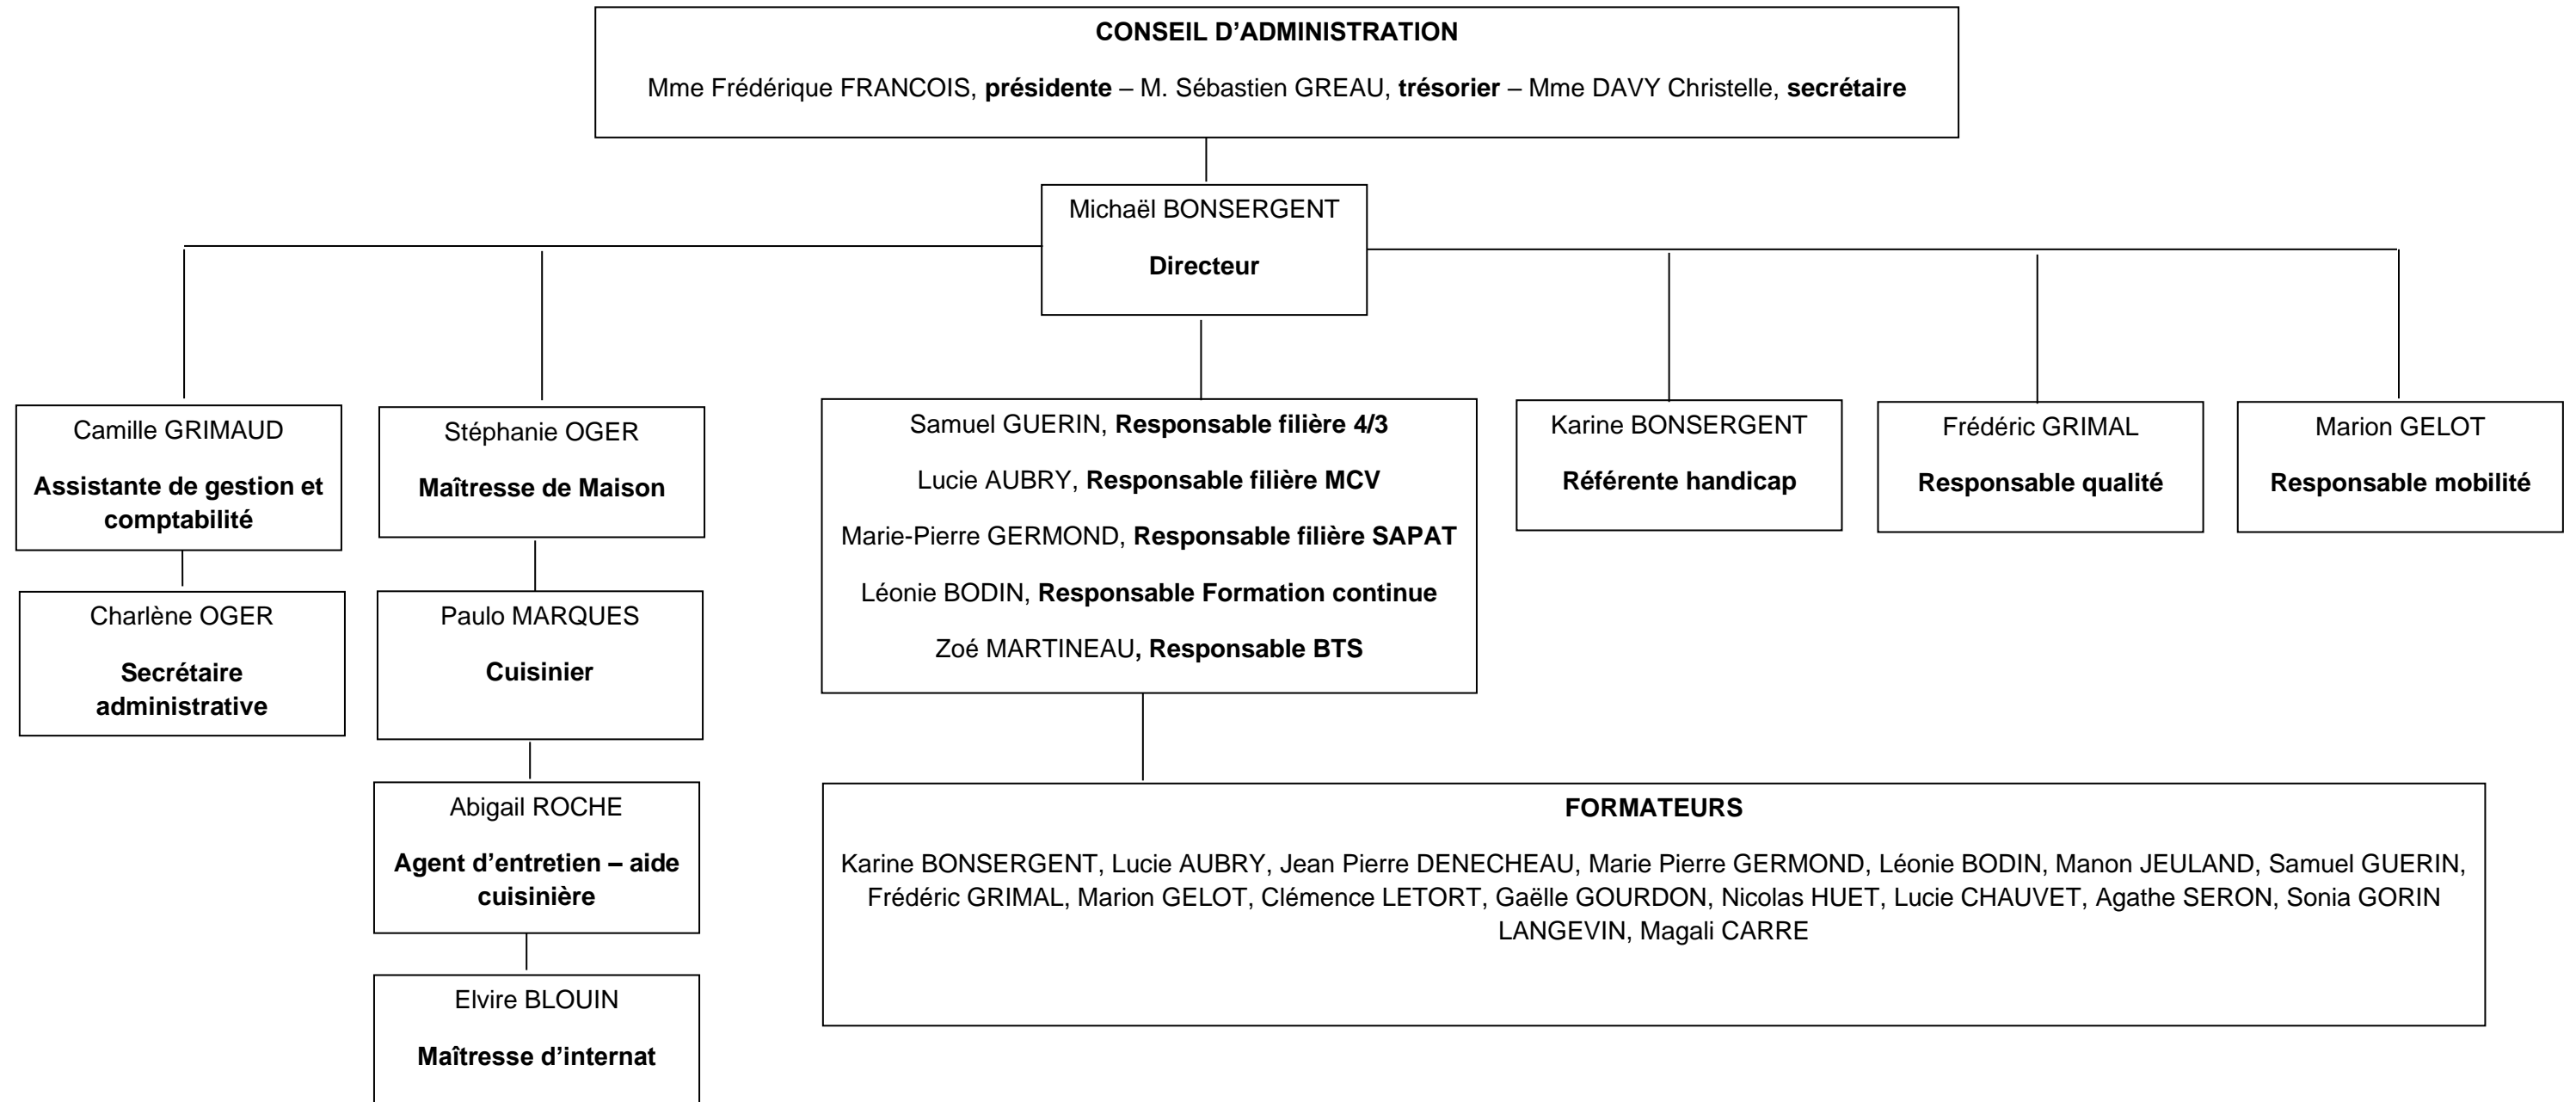 CONSEIL D’ADMINISTRATION
Mme Frédérique FRANCOIS, présidente – M. Sébastien GREAU, trésorier – Mme DAVY Christelle, secrétaire
Michaël BONSERGENT
Directeur
Camille GRIMAUD
Assistante de gestion et
comptabilité
Charlène OGER
Secrétaire
administrative
Stéphanie OGER
Maîtresse de Maison
Paulo MARQUES
Cuisinier
Abigail ROCHE
Agent d’entretien – aide
cuisinière
Elvire BLOUIN
Maîtresse d’internat
Samuel GUERIN, Responsable filière 4/3
Lucie AUBRY, Responsable filière MCV
Marie-Pierre GERMOND, Responsable filière SAPAT
Léonie BODIN, Responsable Formation continue
Zoé MARTINEAU, Responsable BTS
Karine BONSERGENT
Référente handicap
Frédéric GRIMAL
Responsable qualité
Marion GELOT
Responsable mobilité
FORMATEURS
Karine BONSERGENT, Lucie AUBRY, Jean Pierre DENECHEAU, Marie Pierre GERMOND, Léonie BODIN, Manon JEULAND, Samuel GUERIN,
Frédéric GRIMAL, Marion GELOT, Clémence LETORT, Gaëlle GOURDON, Nicolas HUET, Lucie CHAUVET, Agathe SERON, Sonia GORIN
LANGEVIN, Magali CARRE